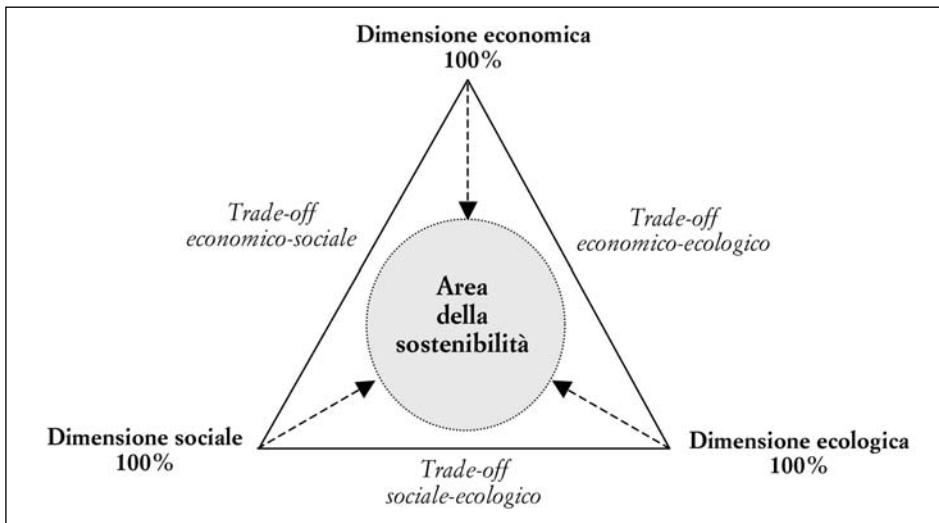 Dimensione economica
100%
Trade-off
economico-sociale
Trade-off
economico-ecologico
Area
della
sostenibilità
Dimensione sociale
100%
Dimensione ecologica
100%
Trade-off
sociale-ecologico